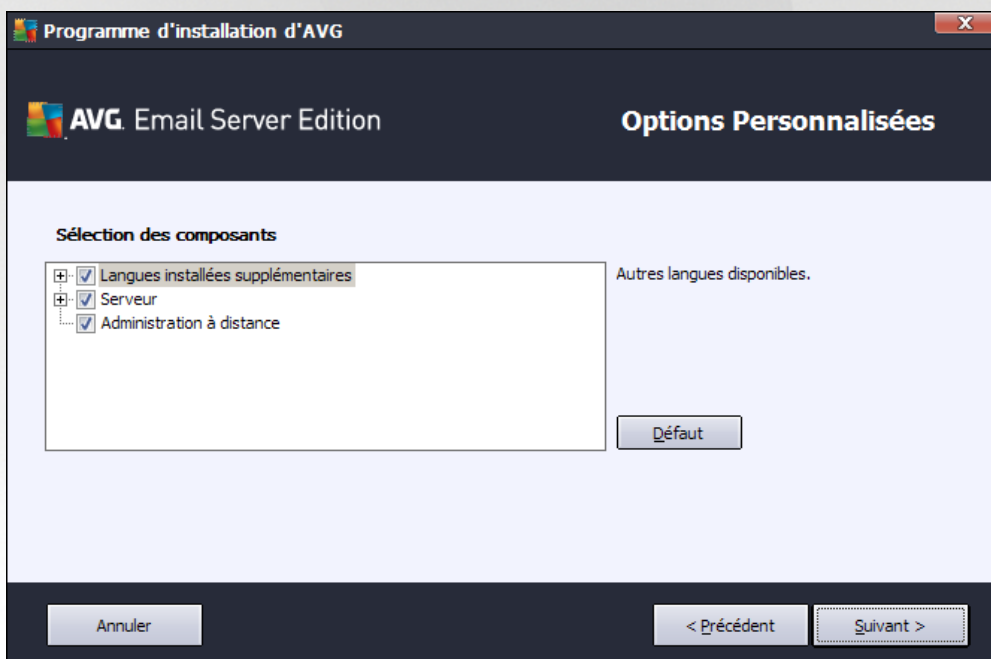 Programme d'installation d'AVG
X
AVG. Email Server Edition
Options Personnalisées
Sélection des composants
Langues installées supplémentaires
Serveur
Administration à distance
Autres langues disponibles.
Défaut
Annuler
< Précédent
Suivant >